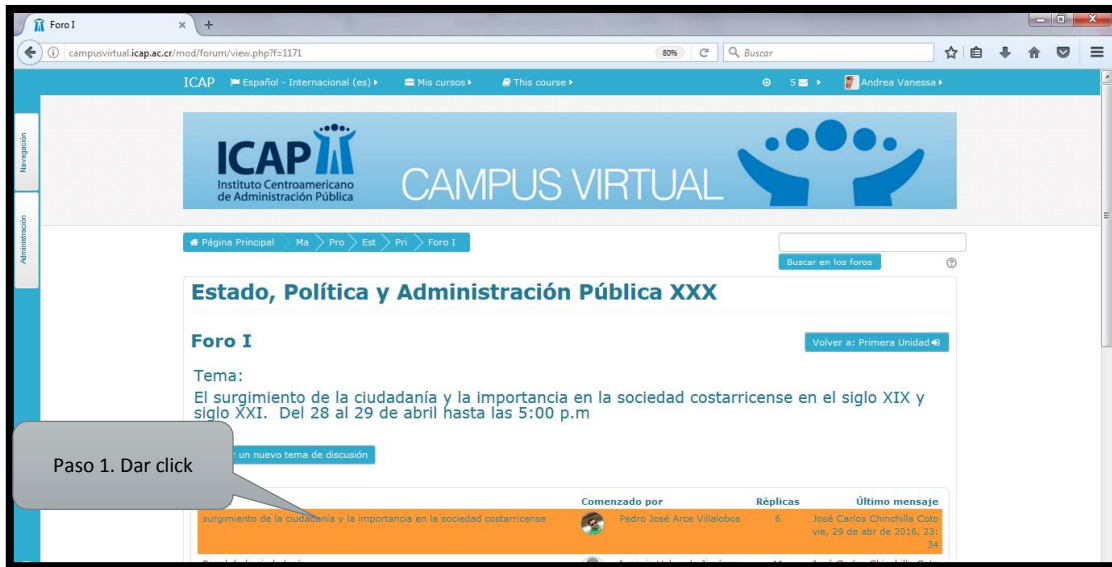 Foro I
campusvirtual.icap.ac.cr/mod/forum/view.php?f=1171
80%
Buscar
ICAP Español - Internacional (es) Mis cursos This course 5 Andrea Vanessa
Navegación
Administración
ICAP
Instituto Centroamericano
de Administración Pública
CAMPUS VIRTUAL
Página Principal Ma Pro Est Pri Foro I
Buscar en los foros
Estado, Política y Administración Pública XXX
Foro I
Volver a: Primera Unidad
Tema:
El surgimiento de la ciudadanía y la importancia en la sociedad costarricense en el siglo XIX y
siglo XXI. Del 28 al 29 de abril hasta las 5:00 p.m
un nuevo tema de discusión
Paso 1. Dar click
Comenzado por Réplicas Último mensaje
surgimiento de la ciudadanía y la importancia en la sociedad costarricense Pedro José Arce Villalobos 6 José Carlos Chinchilla Coto
vie, 29 de abr de 2016, 23:
34